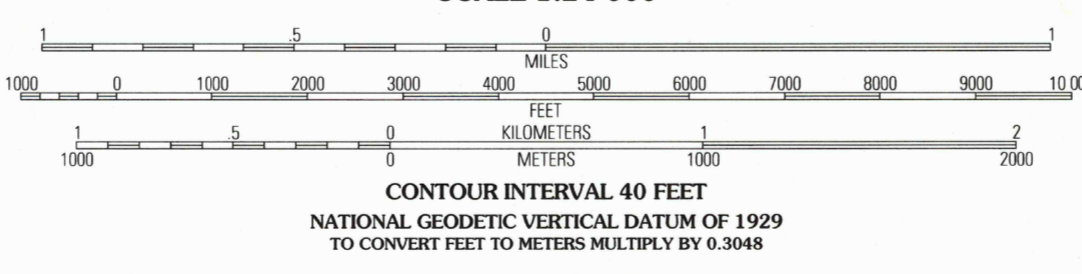 1 .5 0 1
MILES
1000 0 1000 2000 3000 4000 5000 6000 7000 8000 9000 10 00
FEET
1 .5 0 KILOMETERS 1 2
1000 0 METERS 1000 2000
CONTOUR INTERVAL 40 FEET
NATIONAL GEODETIC VERTICAL DATUM OF 1929
TO CONVERT FEET TO METERS MULTIPLY BY 0.3048